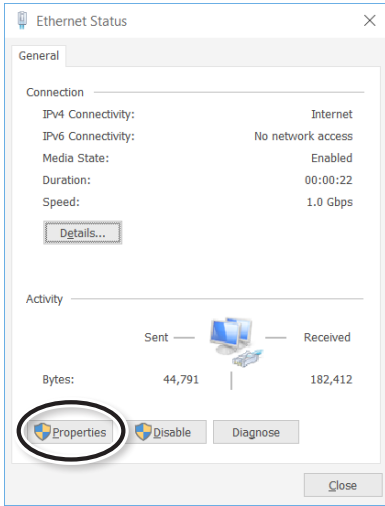 Ethernet Status
General
Connection
IPv4 Connectivity: Internet
IPv6 Connectivity: No network access
Media State: Enabled
Duration: 00:00:22
Speed: 1.0 Gbps
Details...
Activity
Sent Received
Bytes: 44,791 182,412
Properties Disable Diagnose
Close